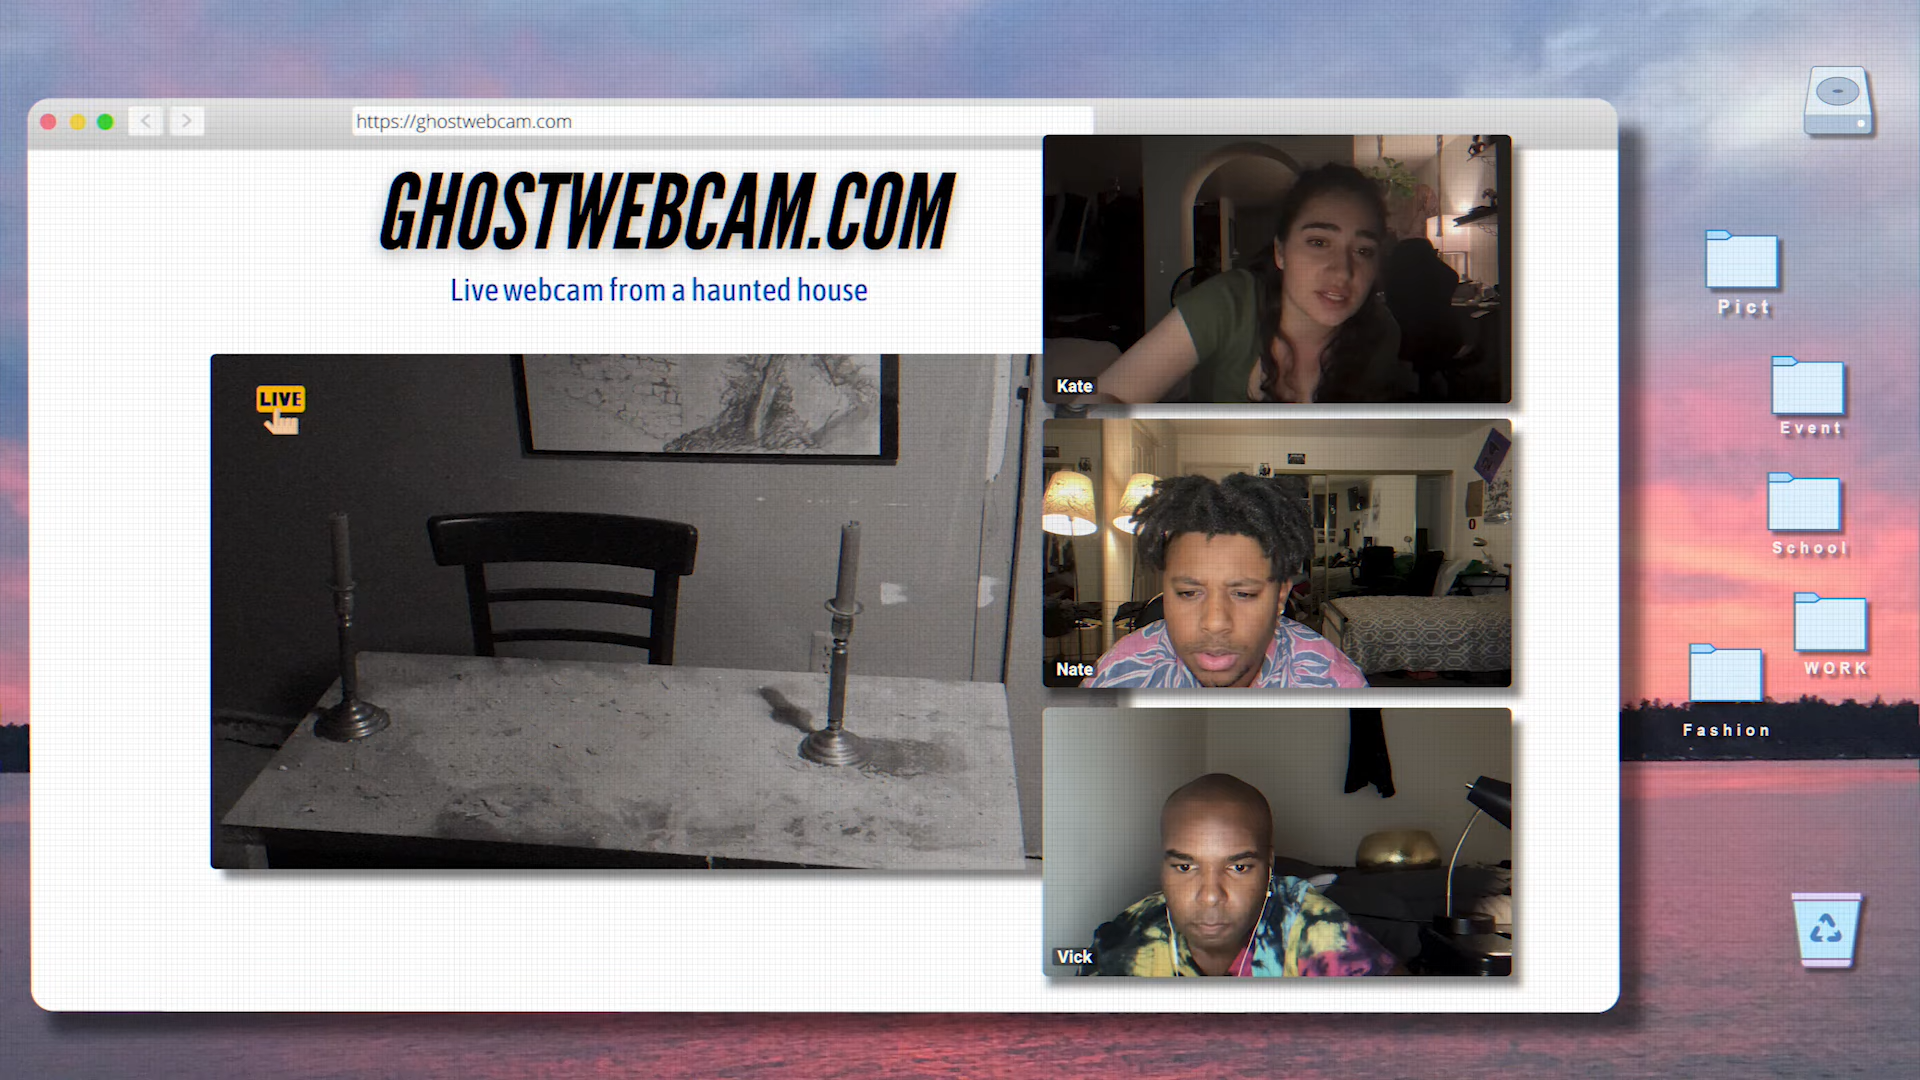 https://ghostwebcam.com
GHOSTWEBCAM.COM
Live webcam from a haunted house
LIVE
Kate
Nate
Vick
Pict
Event
School
WORK
Fashion